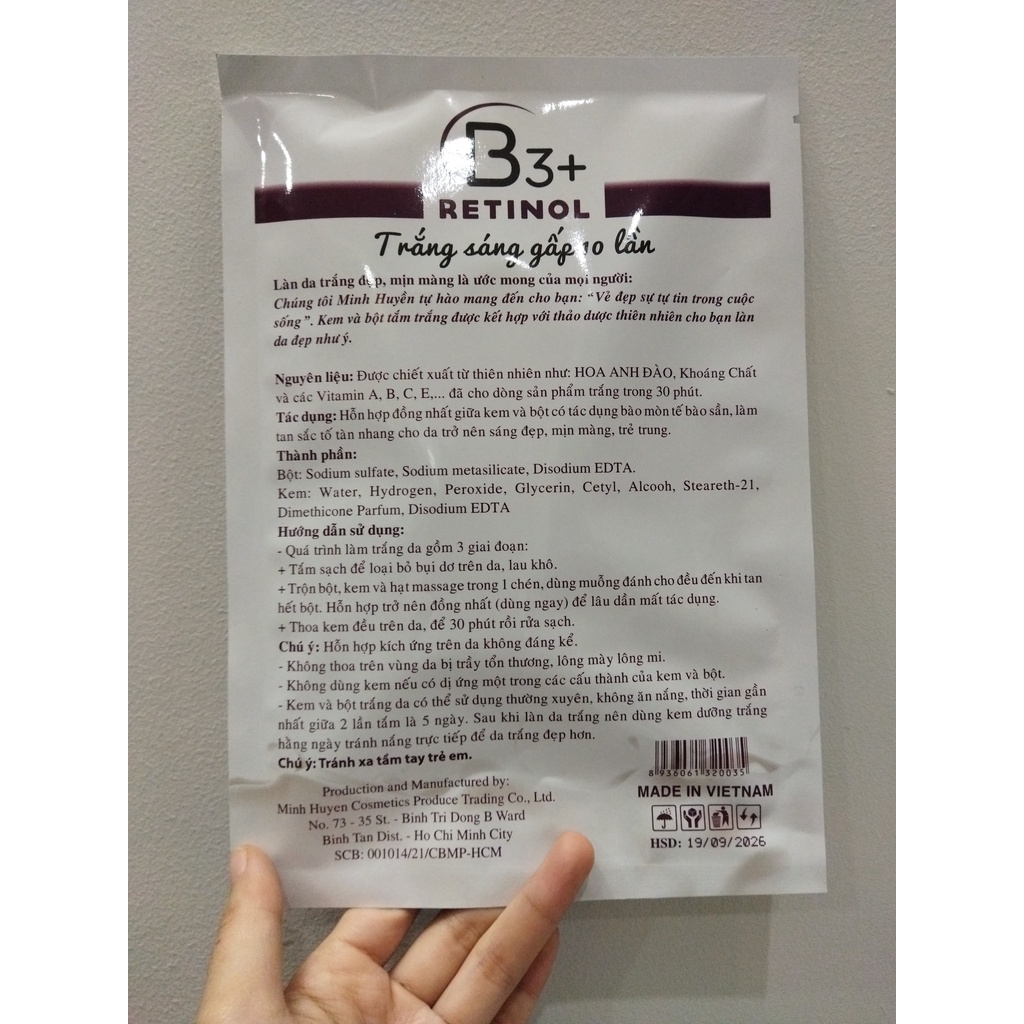 B3+
RETINOL
Trắng sáng gấp 10 lần
Làn da trắng đẹp, mịn màng là ước mong của mọi người:
Chúng tôi Minh Huyền tự hào mang đến cho bạn: “Vẻ đẹp sự tự tin trong cuộc
sống”. Kem và bột tắm trắng được kết hợp với thảo dược thiên nhiên cho bạn làn
da đẹp như ý.
Nguyên liệu: Được chiết xuất từ thiên nhiên như: HOA ANH ĐÀO, Khoáng Chất
và các Vitamin A, B, C, E,... đã cho dòng sản phẩm trắng trong 30 phút.
Tác dụng: Hỗn hợp đồng nhất giữa kem và bột có tác dụng bào mòn tế bào sần, làm
tan sắc tố tàn nhang cho da trở nên sáng đẹp, mịn màng, trẻ trung.
Thành phần:
Bột: Sodium sulfate, Sodium metasilicate, Disodium EDTA.
Kem: Water, Hydrogen, Peroxide, Glycerin, Cetyl, Alcooh, Steareth-21,
Dimethicone Parfum, Disodium EDTA
Hướng dẫn sử dụng:
- Quá trình làm trắng da gồm 3 giai đoạn:
+ Tắm sạch để loại bỏ bụi dơ trên da, lau khô.
+ Trộn bột, kem và hạt massage trong 1 chén, dùng muỗng đánh cho đều đến khi tan
hết bột. Hỗn hợp trở nên đồng nhất (dùng ngay) để lâu dần mất tác dụng.
+ Thoa kem đều trên da, để 30 phút rồi rửa sạch.
Chú ý: Hỗn hợp kích ứng trên da không đáng kể.
- Không thoa trên vùng da bị trầy tổn thương, lông mày lông mi.
- Không dùng kem nếu có dị ứng một trong các cấu thành của kem và bột.
- Kem và bột trắng da có thể sử dụng thường xuyên, không ăn nắng, thời gian gần
nhất giữa 2 lần tắm là 5 ngày. Sau khi làn da trắng nên dùng kem dưỡng trắng
hằng ngày tránh nắng trực tiếp để da trắng đẹp hơn.
Chú ý: Tránh xa tầm tay trẻ em.
Production and Manufactured by:
Minh Huyen Cosmetics Produce Trading Co., Ltd.
No. 73 - 35 St. - Binh Tri Dong B Ward
Binh Tan Dist. - Ho Chi Minh City
SCB: 001014/21/CBMP-HCM
8 936061 320035
MADE IN VIETNAM
HSD: 19/09/2026